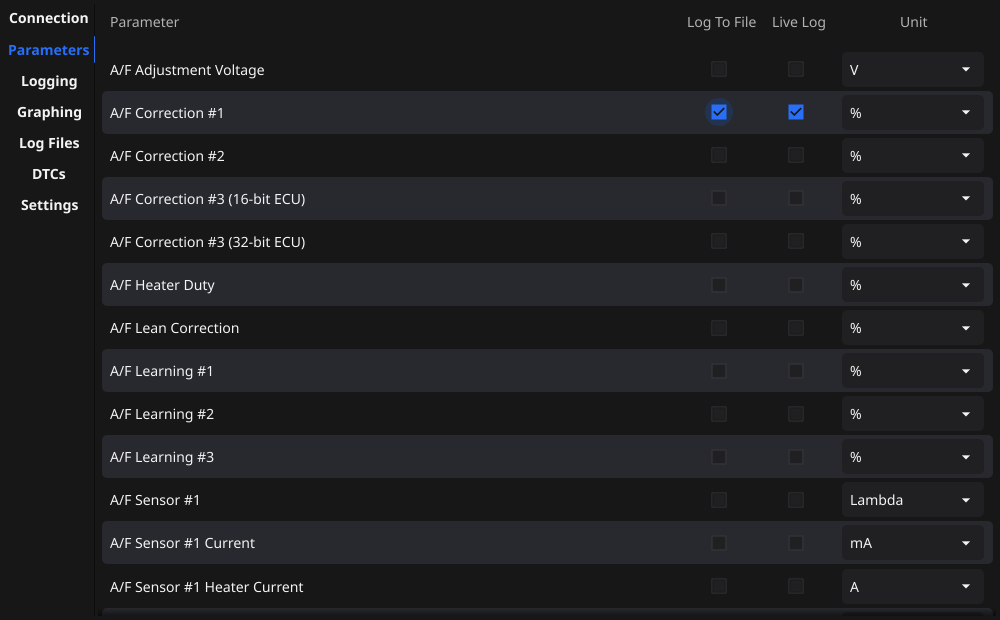 Connection
Parameters
Logging
Graphing
Log Files
DTCs
Settings
Parameter Log To File Live Log Unit
A/F Adjustment Voltage V
A/F Correction #1 %
A/F Correction #2 %
A/F Correction #3 (16-bit ECU) %
A/F Correction #3 (32-bit ECU) %
A/F Heater Duty %
A/F Lean Correction %
A/F Learning #1 %
A/F Learning #2 %
A/F Learning #3 %
A/F Sensor #1 Lambda
A/F Sensor #1 Current mA
A/F Sensor #1 Heater Current A